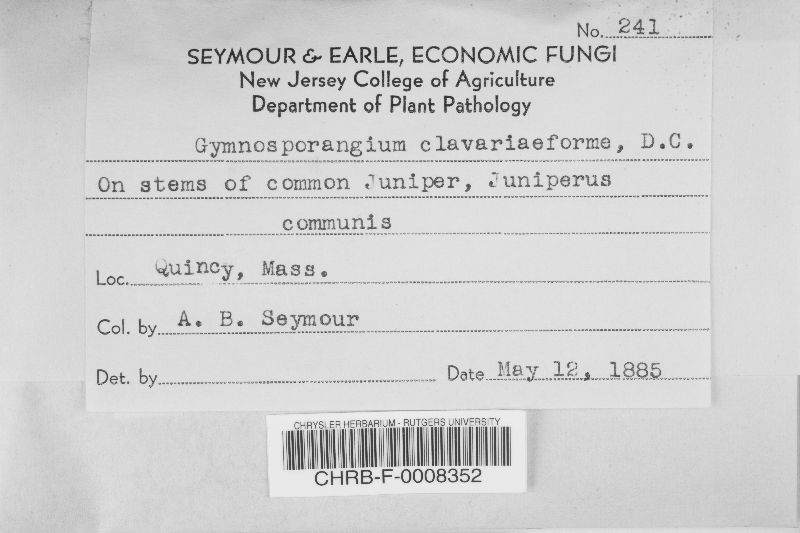 No. 241
SEYMOUR & EARLE, ECONOMIC FUNGI
New Jersey College of Agriculture
Department of Plant Pathology
Gymnosporangium clavariaeforme, D.C.
On stems of common Juniper, Juniperus
communis
Loc. Quincy, Mass.
Col. by A. B. Seymour
Det. by Date May 12, 1885
CHRYSLER HERBARIUM - RUTGERS UNIVERSITY
CHRB-F-0008352